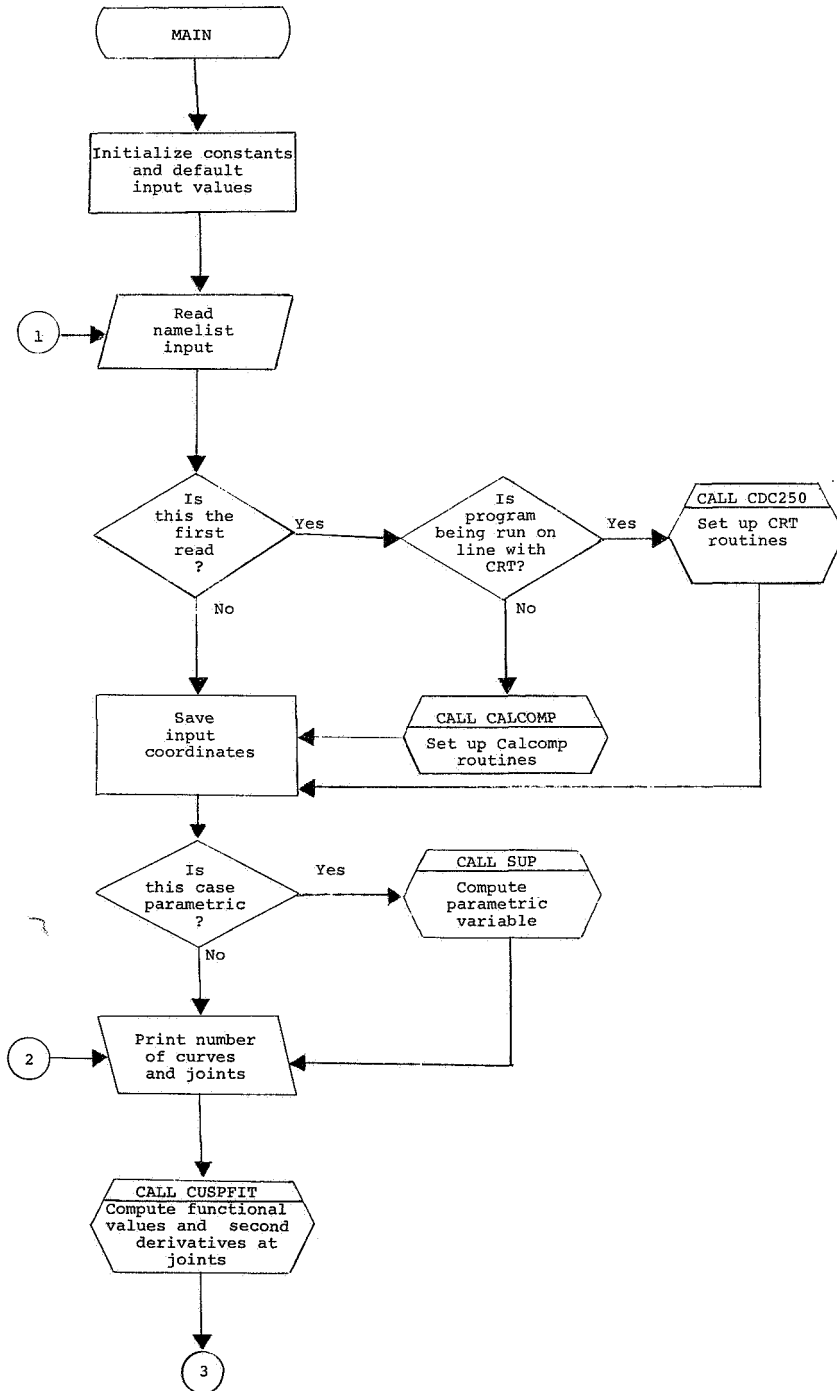 MAIN
Initialize constants
and default
input values
1
Read
namelist
input
Is
this the
first
read
?
Yes
No
Is
program
being run on
line with
CRT?
Yes
No
CALL CDC250
Set up CRT
routines
Save
input
coordinates
CALL CALCOMP
Set up Calcomp
routines
Is
this case
parametric
?
Yes
No
CALL SUP
Compute
parametric
variable
2
Print number
of curves
and joints
CALL CUSPFIT
Compute functional
values and second
derivatives at
joints
3